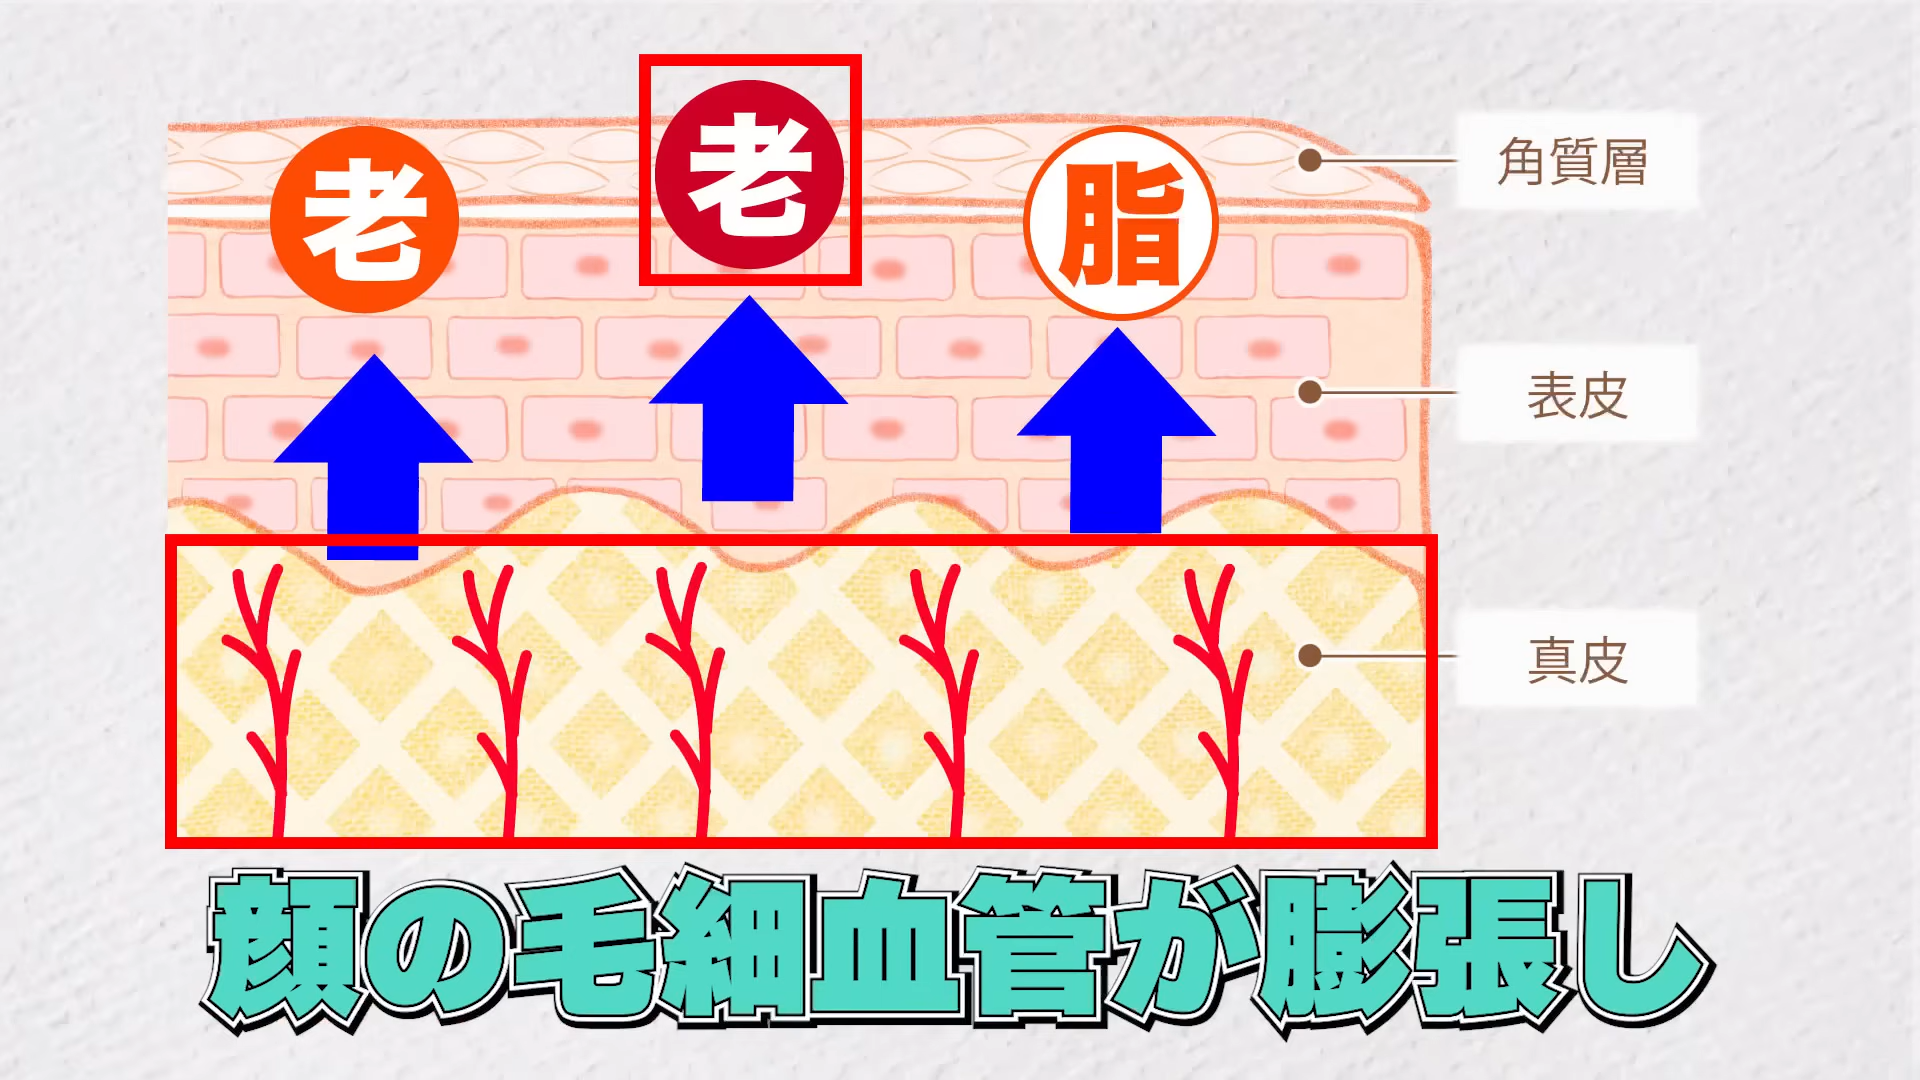 老
老
脂
角質層
表皮
真皮
顔の毛細血管が膨張し